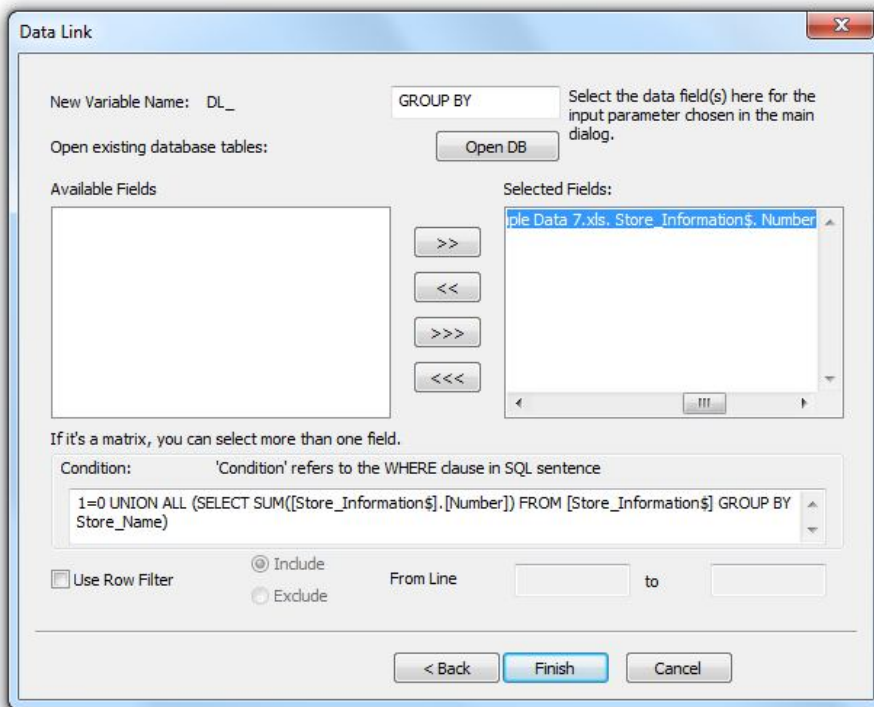 Data Link
New Variable Name: DL_
GROUP BY
Select the data field(s) here for the
input parameter chosen in the main
dialog.
Open existing database tables:
Open DB
Available Fields
Selected Fields:
>>
<<
>>>
<<<
ple Data 7.xls. Store_Information$. Number
If it's a matrix, you can select more than one field.
Condition: 'Condition' refers to the WHERE clause in SQL sentence
1=0 UNION ALL (SELECT SUM([Store_Information$].[Number]) FROM [Store_Information$] GROUP BY
Store_Name)
Use Row Filter
Include
Exclude
From Line
to
< Back
Finish
Cancel